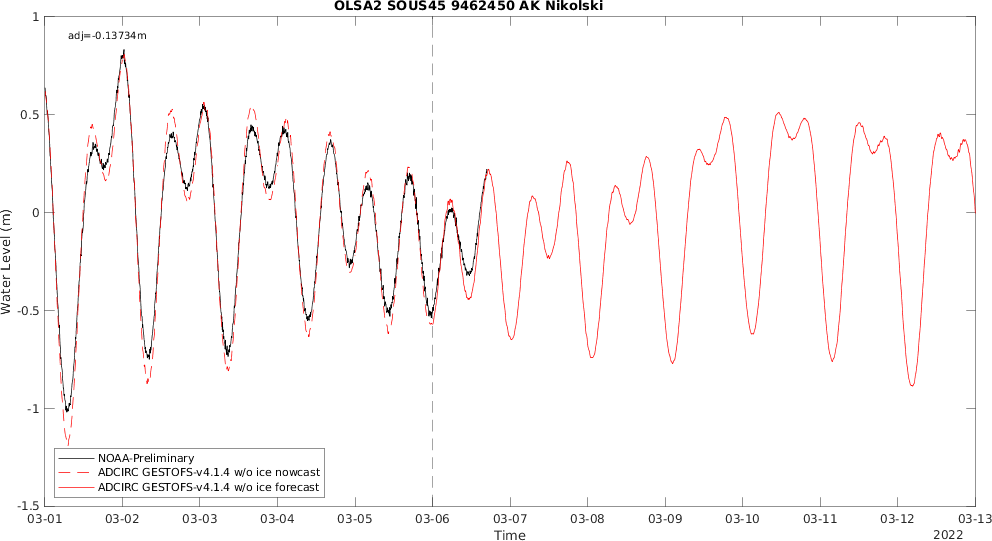 OLSA2 SOUS45 9462450 AK Nikolski
adj=-0.13734m
1
0.5
0
-0.5
-1
-1.5
Water Level (m)
NOAA-Preliminary
ADCIRC GESTOFS-v4.1.4 w/o ice nowcast
ADCIRC GESTOFS-v4.1.4 w/o ice forecast
03-01 03-02 03-03 03-04 03-05 03-06 03-07 03-08 03-09 03-10 03-11 03-12 03-13
Time
2022